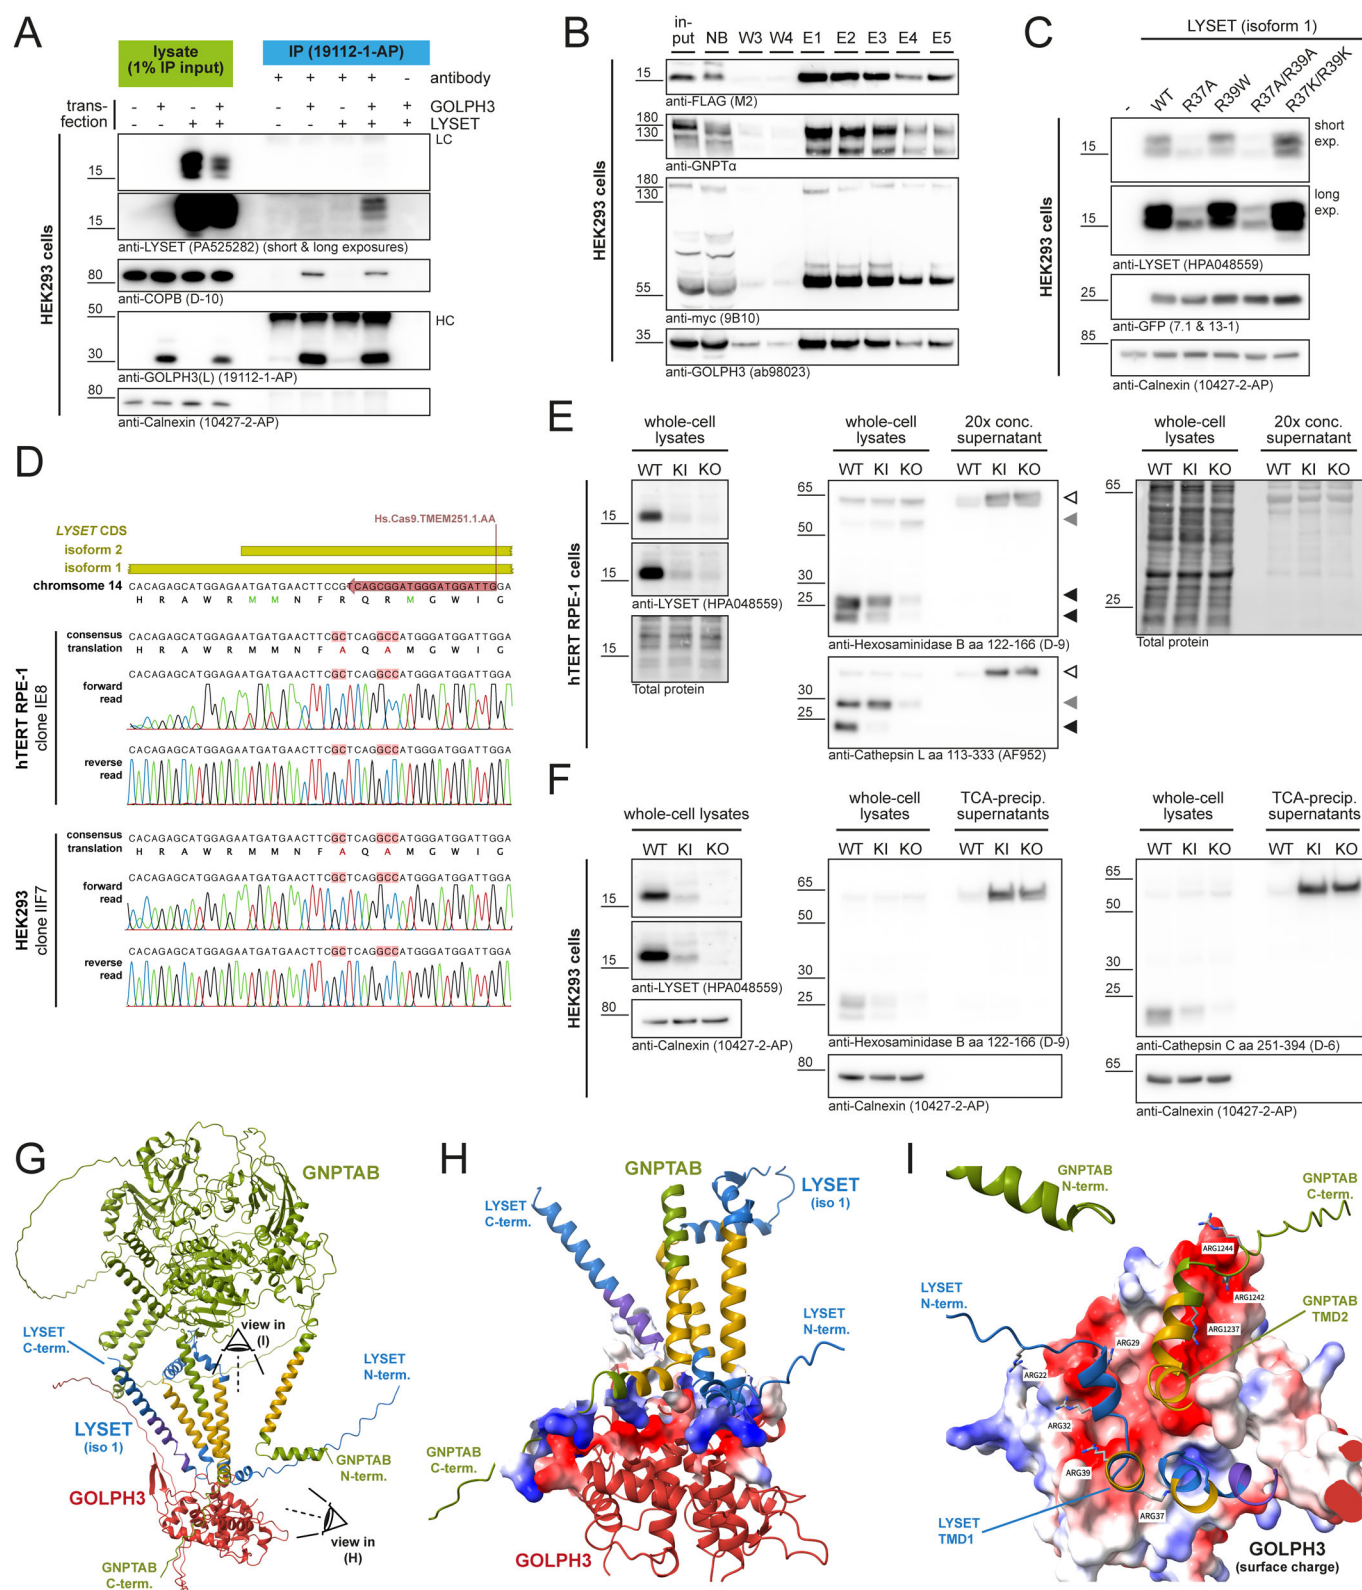 A
lysate
(1% IP input)
IP (19112-1-AP)
- + + + - antibody
trans-
fection
- + - + - + - + + GOLPH3
- - + + - - + + + LYSET
LC
15
15
anti-LYSET (PA525282) (short & long exposures)
80
anti-COPB (D-10)
50
HC
30
anti-GOLPH3(L) (19112-1-AP)
80
anti-Calnexin (10427-2-AP)
HEK293 cells
B
in-
put NB W3 W4 E1 E2 E3 E4 E5
15
anti-FLAG (M2)
180
130
anti-GNPTα
180
130
55
anti-myc (9B10)
35
anti-GOLPH3 (ab98023)
HEK293 cells
C
LYSET (isoform 1)
- WT R37A R39W R37A/R39A R37K/R39K
15
short
exp.
15
long
exp.
anti-LYSET (HPA048559)
25
anti-GFP (7.1 & 13-1)
85
anti-Calnexin (10427-2-AP)
HEK293 cells
D
Hs.Cas9.TMEM251.1.AA
LYSET CDS
isoform 2
isoform 1
chromsome 14 CACAGAGCATGGAGAATGATGAACTTCCGTCAGCGGATGGGATGGATTGGA
H R A W R M M N F R Q R M G W I G
consensus CACAGAGCATGGAGAATGATGAACTTCGCTCAGGCCATGGGATGGATTGGA
translation H R A W R M M N F A Q A M G W I G
CACAGAGCATGGAGAATGATGAACTTCGCTCAGGCCATGGGATGGATTGGA
forward
read
CACAGAGCATGGAGAATGATGAACTTCGCTCAGGCCATGGGATGGATTGGA
reverse
read
hTERT RPE-1
clone IE8
consensus CACAGAGCATGGAGAATGATGAACTTCGCTCAGGCCATGGGATGGATTGGA
translation H R A W R M M N F A Q A M G W I G
CACAGAGCATGGAGAATGATGAACTTCGCTCAGGCCATGGGATGGATTGGA
forward
read
CACAGAGCATGGAGAATGATGAACTTCGCTCAGGCCATGGGATGGATTGGA
reverse
read
HEK293
clone IIF7
E
whole-cell
lysates
WT KI KO
15
15
anti-LYSET (HPA048559)
15
Total protein
hTERT RPE-1 cells
whole-cell
lysates
20x conc.
supernatant
WT KI KO WT KI KO
65
50
30
25
anti-Hexosaminidase B aa 122-166 (D-9)
30
25
anti-Cathepsin L aa 113-333 (AF952)
whole-cell
lysates
20x conc.
supernatant
WT KI KO WT KI KO
65
25
Total protein
F
whole-cell lysates
WT KI KO
15
15
anti-LYSET (HPA048559)
80
anti-Calnexin (10427-2-AP)
HEK293 cells
whole-cell
lysates
TCA-precip.
supernatants
WT KI KO WT KI KO
65
50
30
25
anti-Hexosaminidase B aa 122-166 (D-9)
80
anti-Calnexin (10427-2-AP)
whole-cell
lysates
TCA-precip.
supernatants
WT KI KO WT KI KO
65
50
30
25
anti-Cathepsin C aa 251-394 (D-6)
65
anti-Calnexin (10427-2-AP)
G
GNPTAB
view in
(I)
LYSET
C-term.
LYSET
N-term.
LYSET
(iso 1)
GNPTAB
N-term.
GOLPH3
view in
(H)
GNPTAB
C-term.
H
GNPTAB
LYSET
(iso 1)
LYSET
C-term.
LYSET
N-term.
GNPTAB
C-term.
GOLPH3
I
GNPTAB
N-term.
GNPTAB
C-term.
ARG1244
LYSET
N-term.
ARG1242
GNPTAB
TMD2
ARG1237
ARG29
ARG22
ARG32
ARG39
ARG37
LYSET
TMD1
GOLPH3
(surface charge)